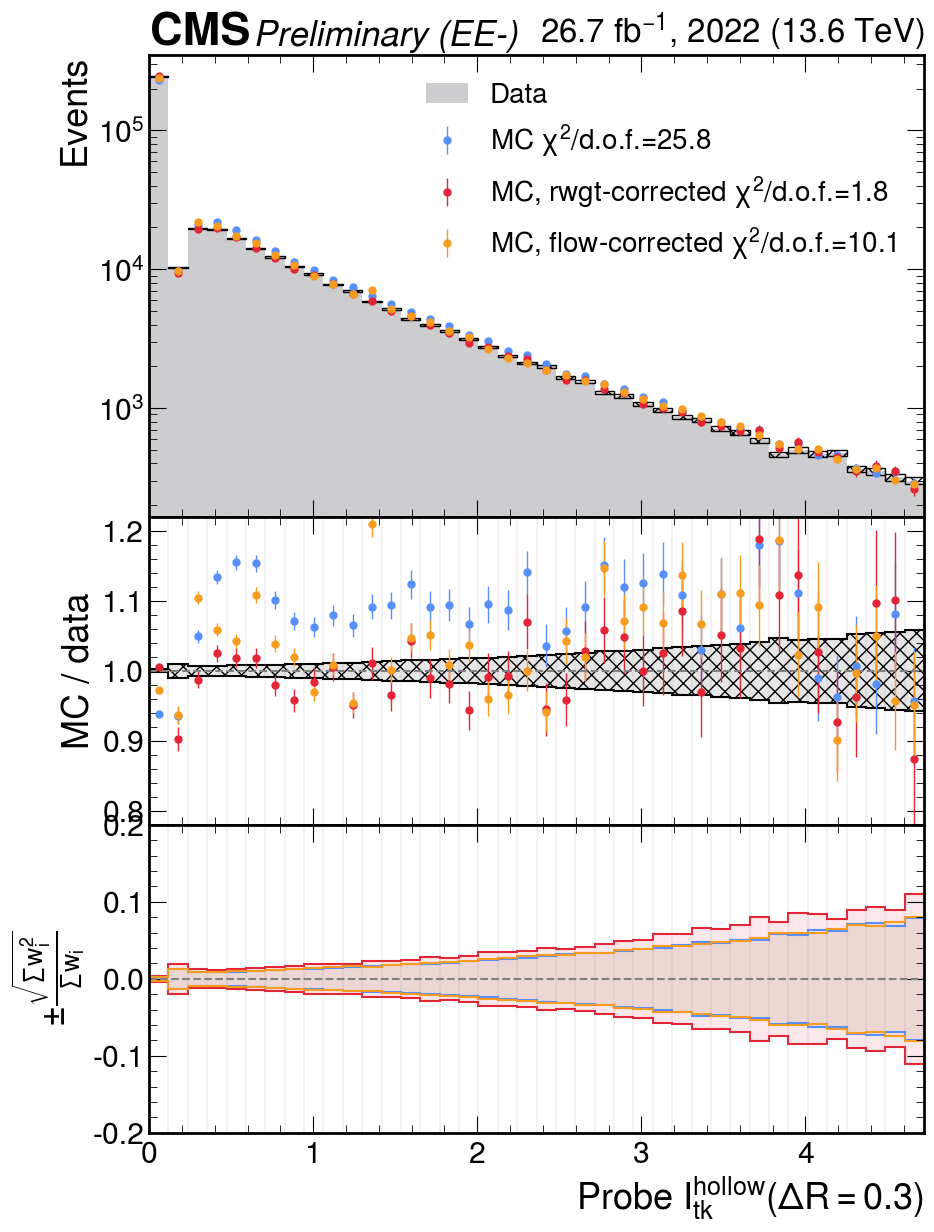 CMS Preliminary (EE-) 26.7 fb⁻¹, 2022 (13.6 TeV)
Events
10⁵
10⁴
10³
Data
MC χ²/d.o.f.=25.8
MC, rwgt-corrected χ²/d.o.f.=1.8
MC, flow-corrected χ²/d.o.f.=10.1
MC / data
1.2
1.1
1.0
0.9
0.8
± √Σwᵢ² / Σwᵢ
0.2
0.1
0.0
-0.1
-0.2
0 1 2 3 4
Probe I_tk^hollow(ΔR = 0.3)